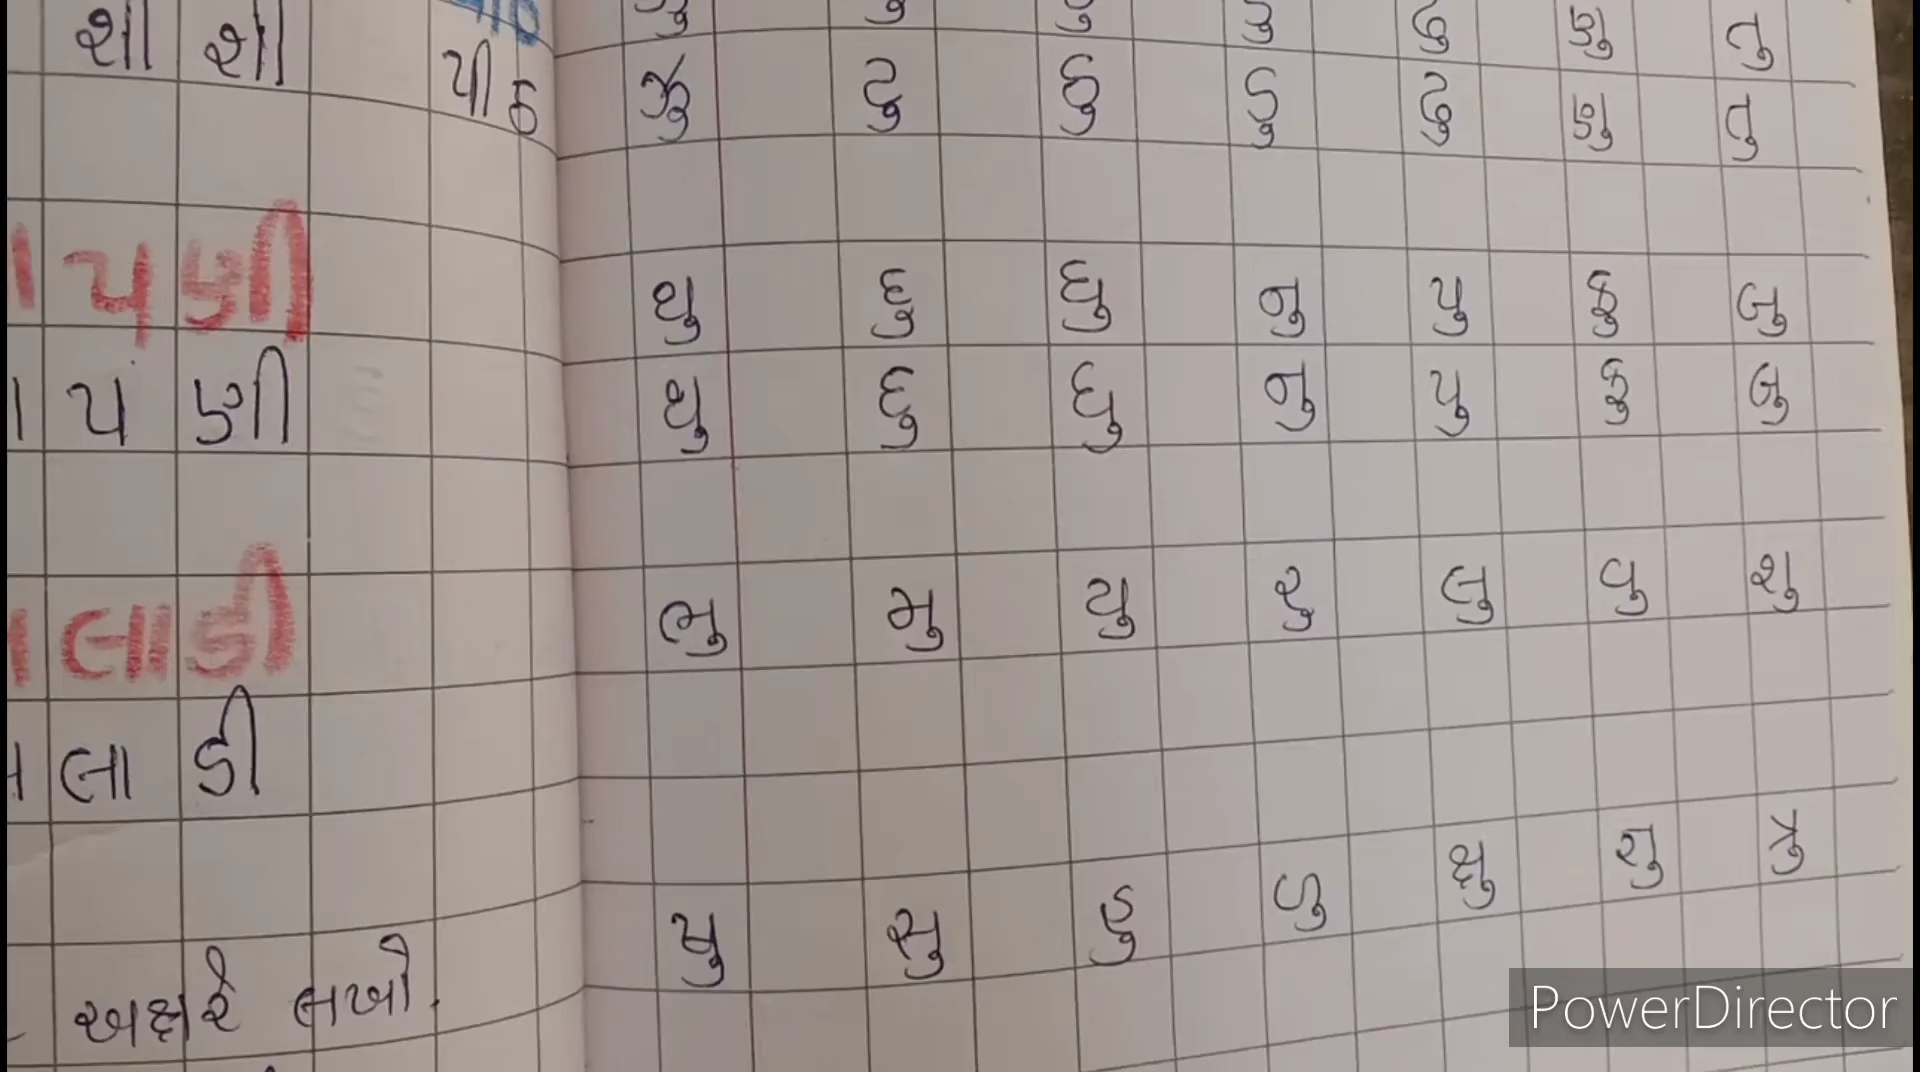 શી શી
પી ઠ
ય ણી
ય ણી
લા ડી
લા ડી
અક્ષરે લખો.
ઝુ ટુ ઠુ ડુ ઢુ ણુ તુ
ઝુ ટુ ઠુ ડુ ઢુ ણુ તુ
થુ દુ ધુ નુ પુ ફુ બુ
થુ દુ ધુ નુ પુ ફુ બુ
ભુ મુ યુ રુ લુ વુ શુ
ષુ સુ હુ ળુ ક્ષુ જ્ઞુ ત્રુ
PowerDirector